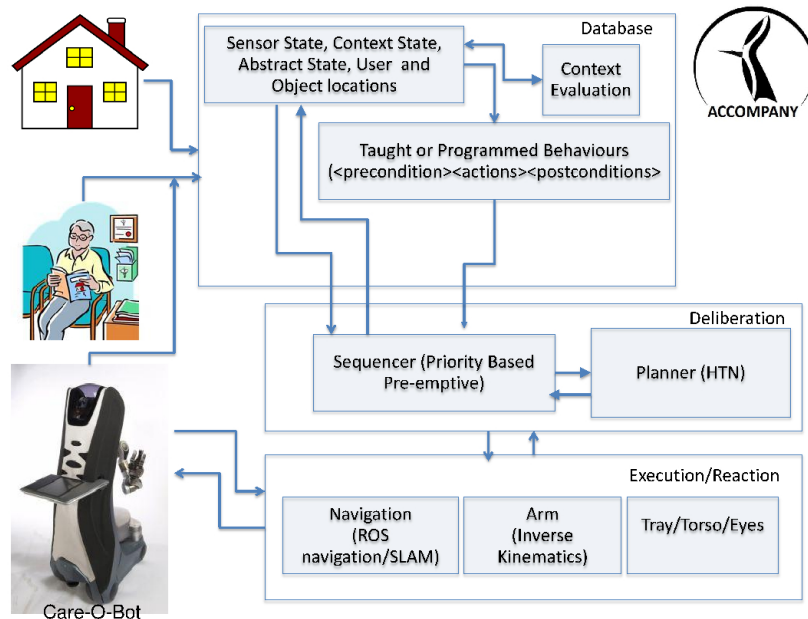 Database
Sensor State, Context State,
Abstract State, User and
Object locations
Context
Evaluation
ACCOMPANY
Taught or Programmed Behaviours
(<precondition><actions><postconditions>
Deliberation
Sequencer (Priority Based
Pre-emptive)
Planner (HTN)
Execution/Reaction
Navigation
(ROS
navigation/SLAM)
Arm
(Inverse
Kinematics)
Tray/Torso/Eyes
Care-O-Bot